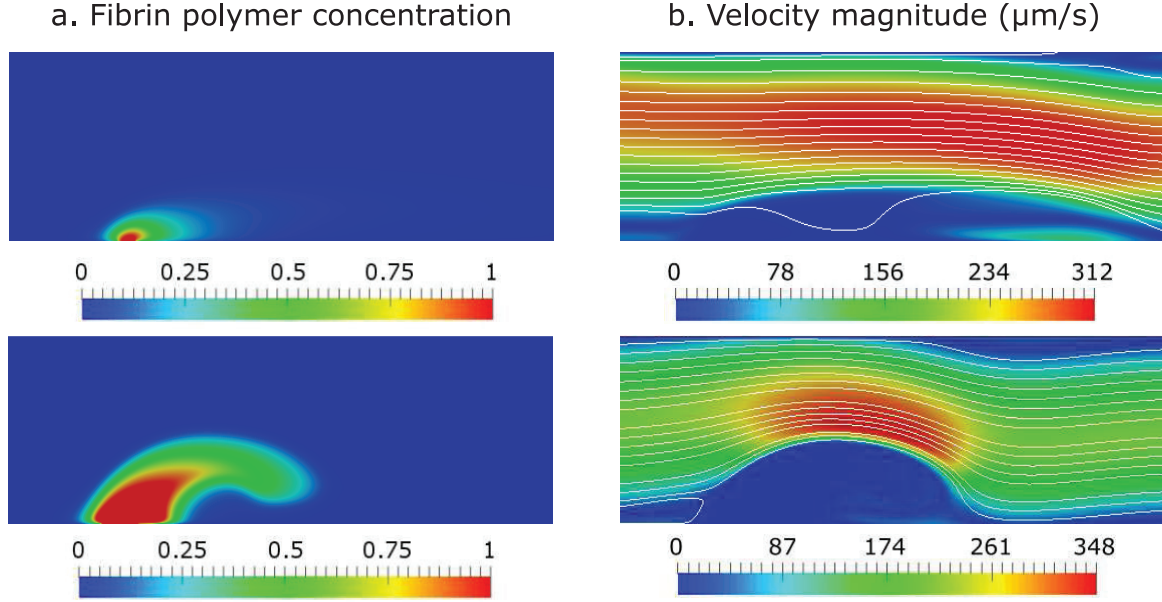 a. Fibrin polymer concentration
b. Velocity magnitude (µm/s)
0 0.25 0.5 0.75 1
0 78 156 234 312
0 0.25 0.5 0.75 1
0 87 174 261 348